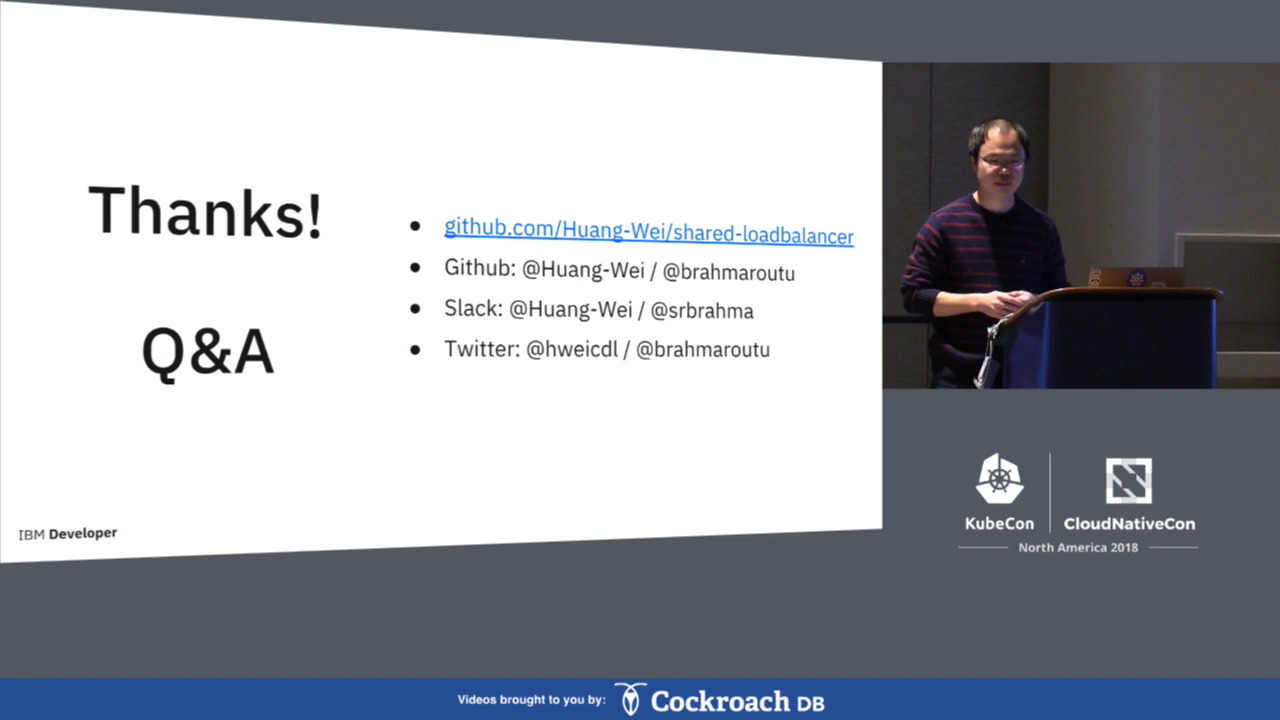 Thanks!
Q&A
• github.com/Huang-Wei/shared-loadbalancer
• Github: @Huang-Wei / @brahmaroutu
• Slack: @Huang-Wei / @srbrahma
• Twitter: @hweicdl / @brahmaroutu
IBM Developer
KubeCon
CloudNativeCon
North America 2018
Videos brought to you by:
Cockroach DB